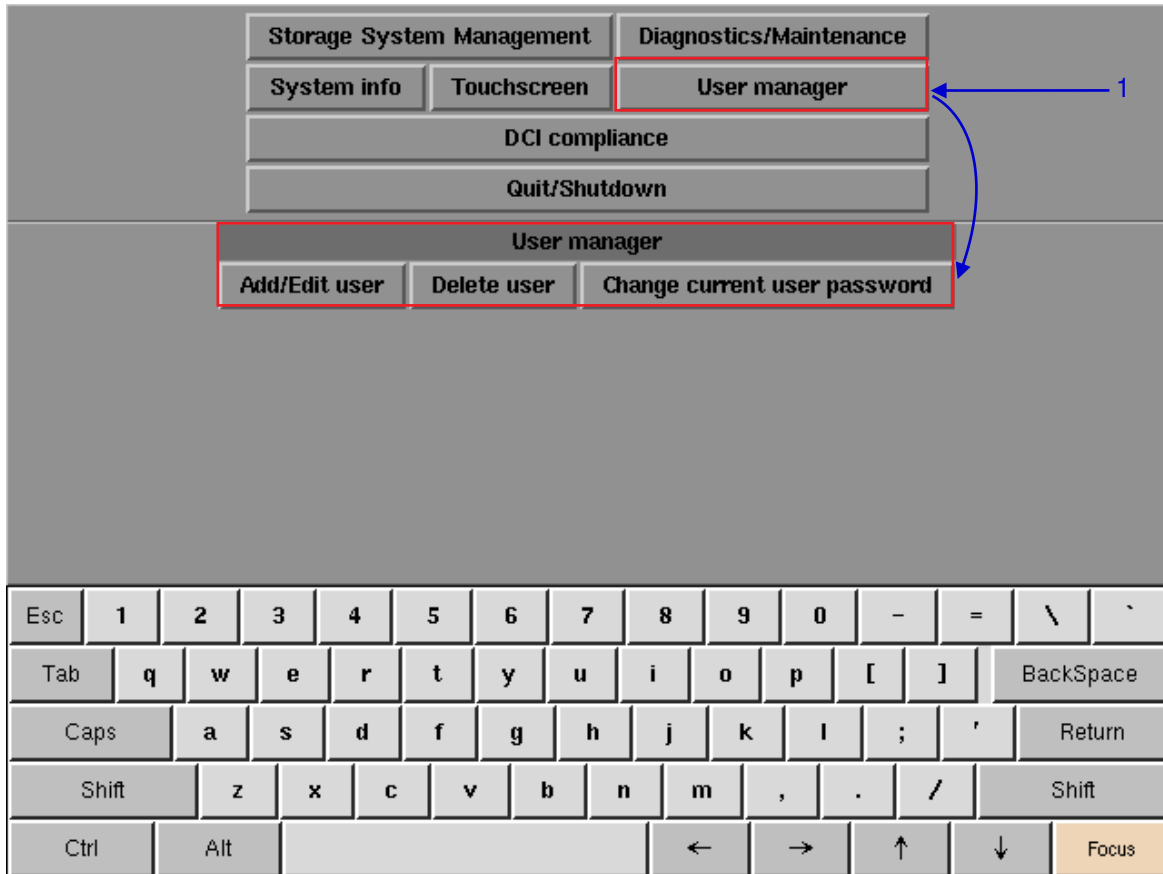 Storage System Management Diagnostics/Maintenance
System info Touchscreen User manager 1
DCI compliance
Quit/Shutdown
User manager
Add/Edit user Delete user Change current user password
Esc 1 2 3 4 5 6 7 8 9 0 - = \ `
Tab q w e r t y u i o p [ ] BackSpace
Caps a s d f g h j k l ; ' Return
Shift z x c v b n m , . / Shift
Ctrl Alt ← → ↑ ↓ Focus